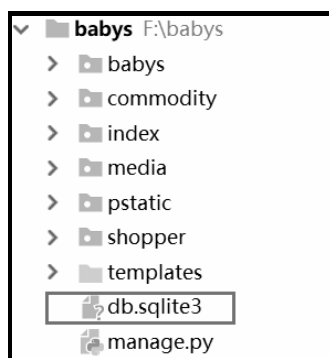 babys F:\babys
babys
commodity
index
media
pstatic
shopper
templates
db.sqlite3
manage.py